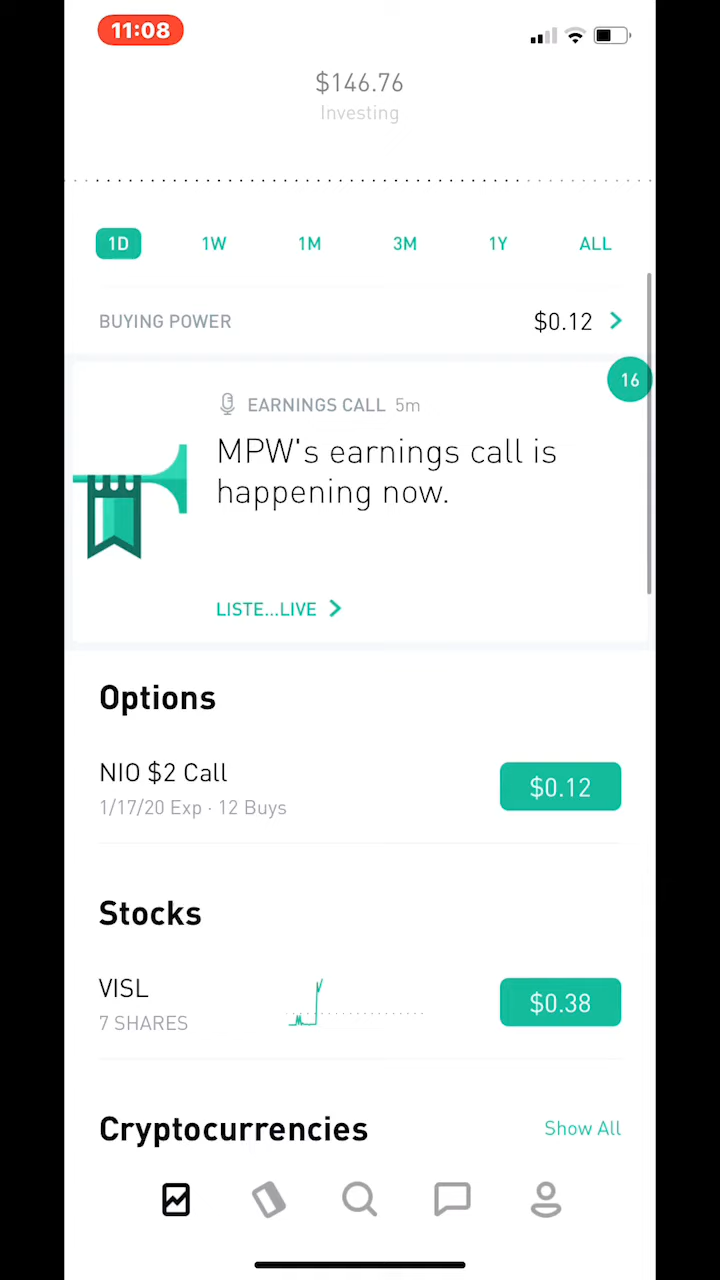 11:08
$146.76
Investing
1D 1W 1M 3M 1Y ALL
BUYING POWER $0.12
16
EARNINGS CALL 5m
MPW's earnings call is
happening now.
LISTE...LIVE
Options
NIO $2 Call
$0.12
1/17/20 Exp · 12 Buys
Stocks
VISL
$0.38
7 SHARES
Cryptocurrencies Show All